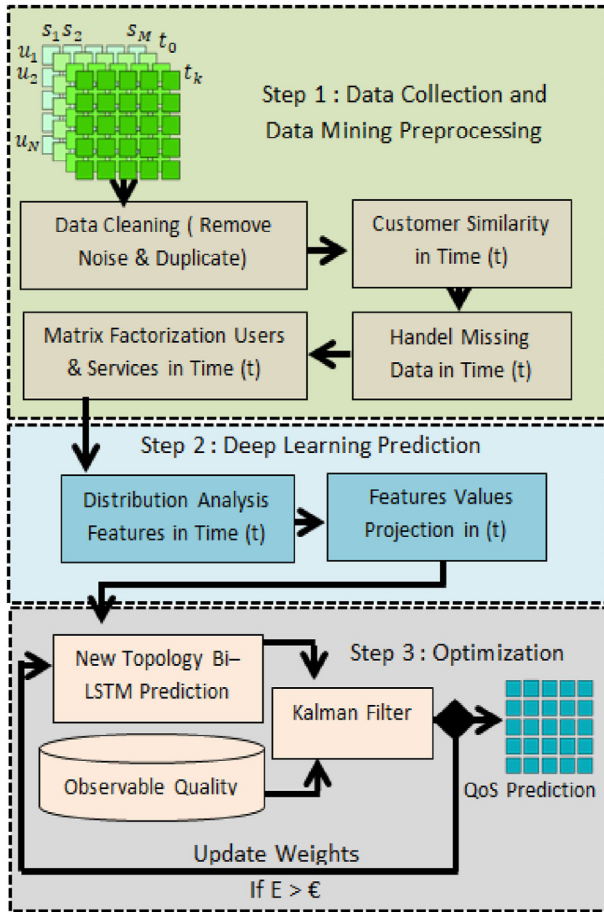 s1 s2 sM t0
u1
u2 tk
uN
Step 1 : Data Collection and
Data Mining Preprocessing
Data Cleaning ( Remove
Noise & Duplicate)
Customer Similarity
in Time (t)
Matrix Factorization Users
& Services in Time (t)
Handel Missing
Data in Time (t)
Step 2 : Deep Learning Prediction
Distribution Analysis
Features in Time (t)
Features Values
Projection in (t)
New Topology Bi–
LSTM Prediction
Step 3 : Optimization
Kalman Filter
Observable Quality
QoS Prediction
Update Weights
If E > €